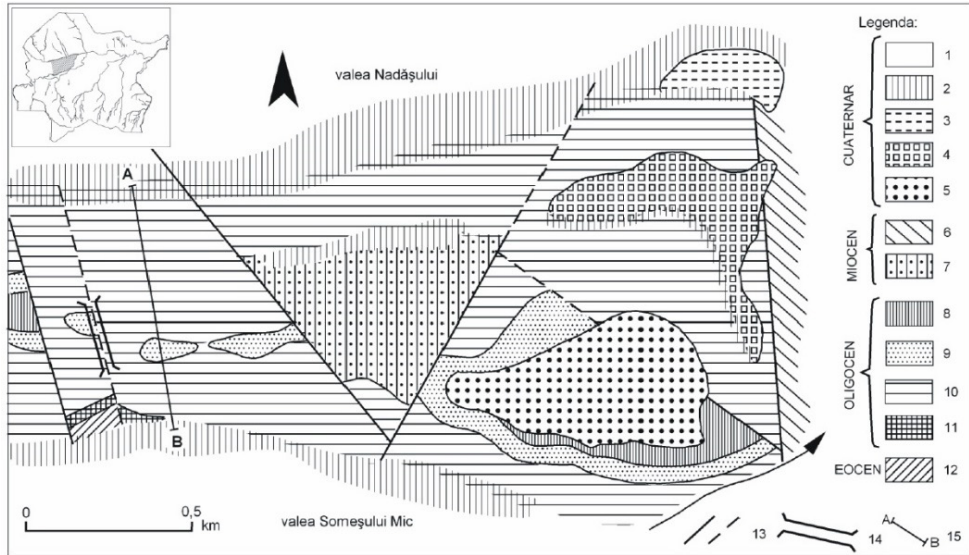 Legenda:
valea Nadăşului
CUATERNAR
1
2
3
4
5
MIOCEN
6
7
OLIGOCEN
8
9
10
11
EOCEN
12
A
B
0
0,5
km
valea Someşului Mic
13
14
A
B
15